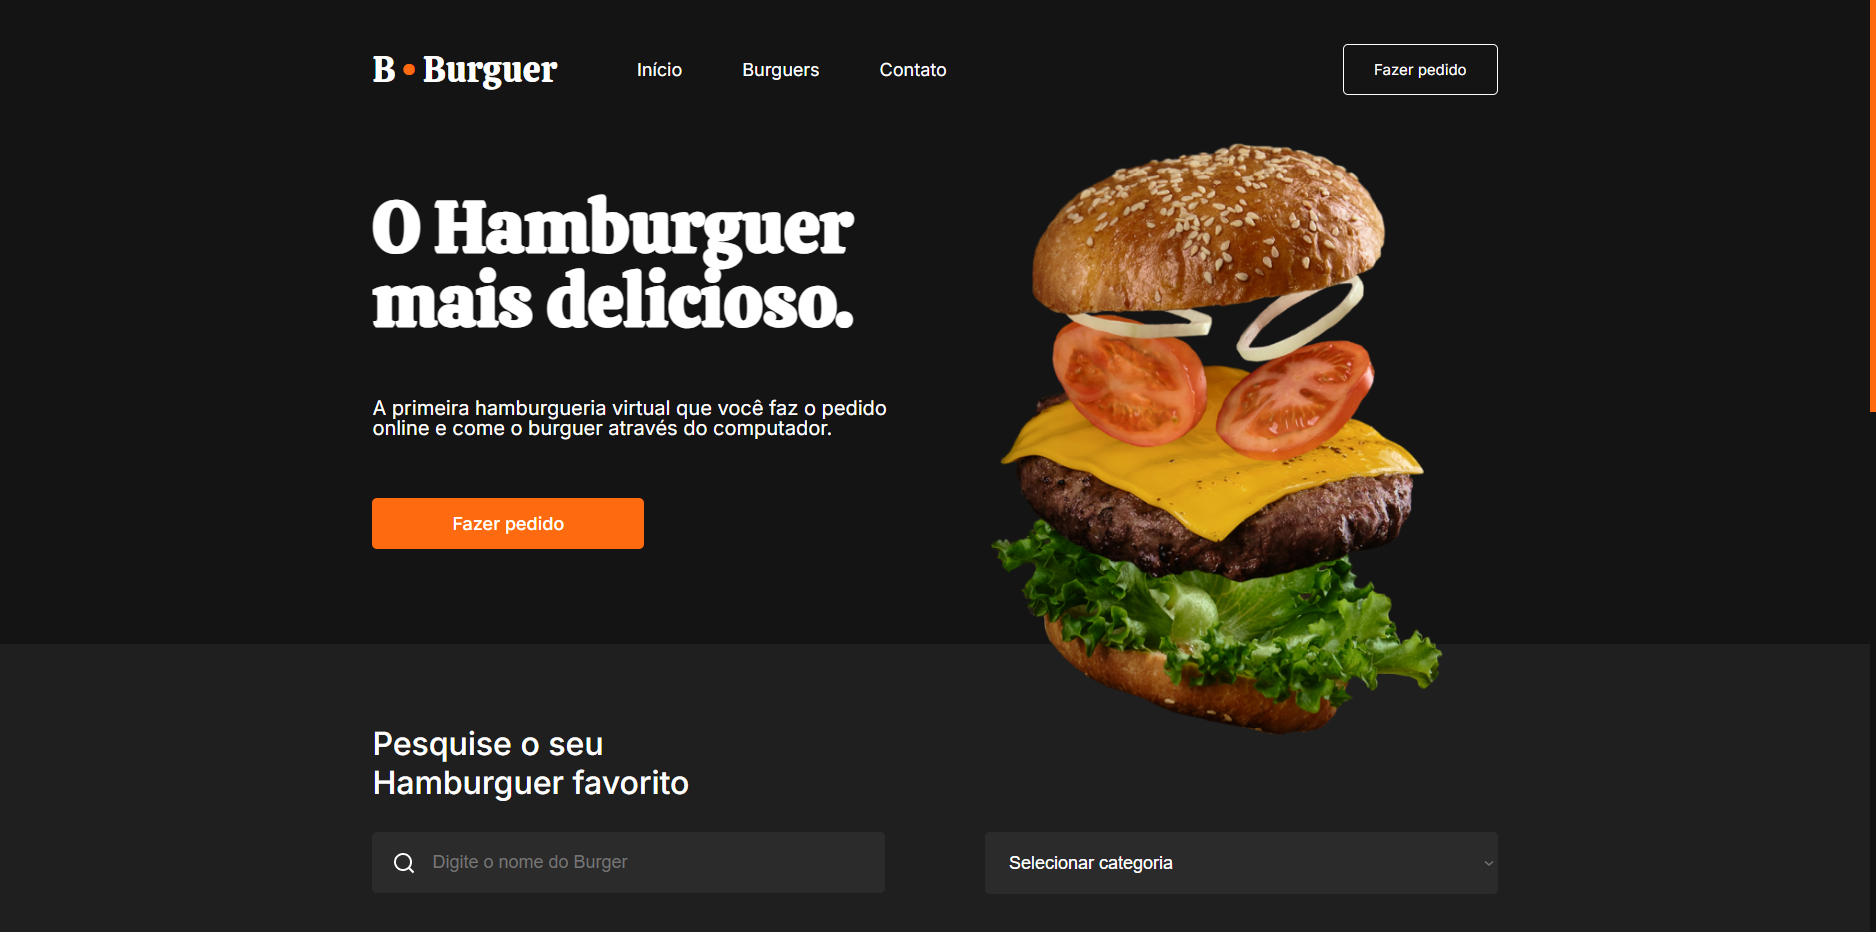 B • Burguer
Início
Burguers
Contato
Fazer pedido
O Hamburguer
mais delicioso.
A primeira hamburgueria virtual que você faz o pedido
online e come o burguer através do computador.
Fazer pedido
Pesquise o seu
Hamburguer favorito
Digite o nome do Burger
Selecionar categoria